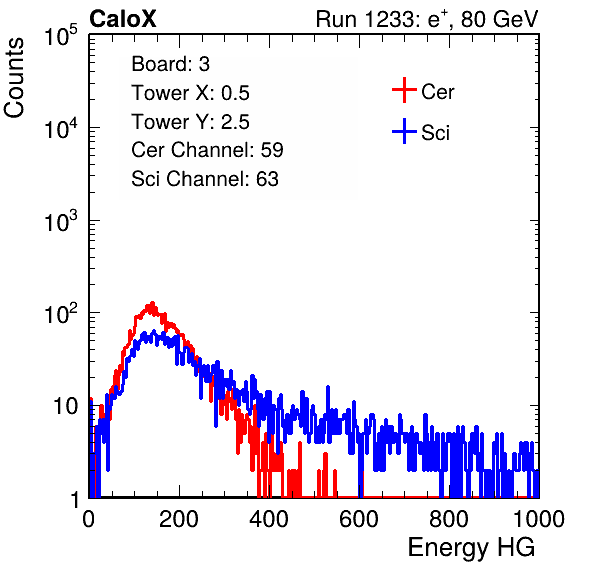 CaloX Run 1233: e⁺, 80 GeV
Counts
Board: 3
Tower X: 0.5
Tower Y: 2.5
Cer Channel: 59
Sci Channel: 63
Cer
Sci
10⁵
10⁴
10³
10²
10
1
0 200 400 600 800 1000
Energy HG